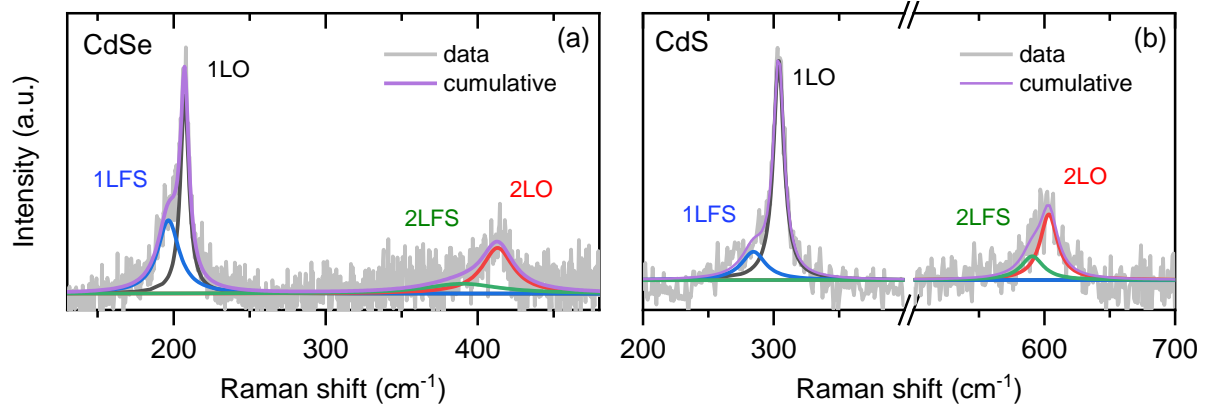 CdSe
(a)
data
cumulative
1LO
1LFS
2LFS
2LO
Intensity (a.u.)
200
300
400
Raman shift (cm⁻¹)
CdS
(b)
data
cumulative
1LO
1LFS
2LFS
2LO
200
300
600
700
Raman shift (cm⁻¹)